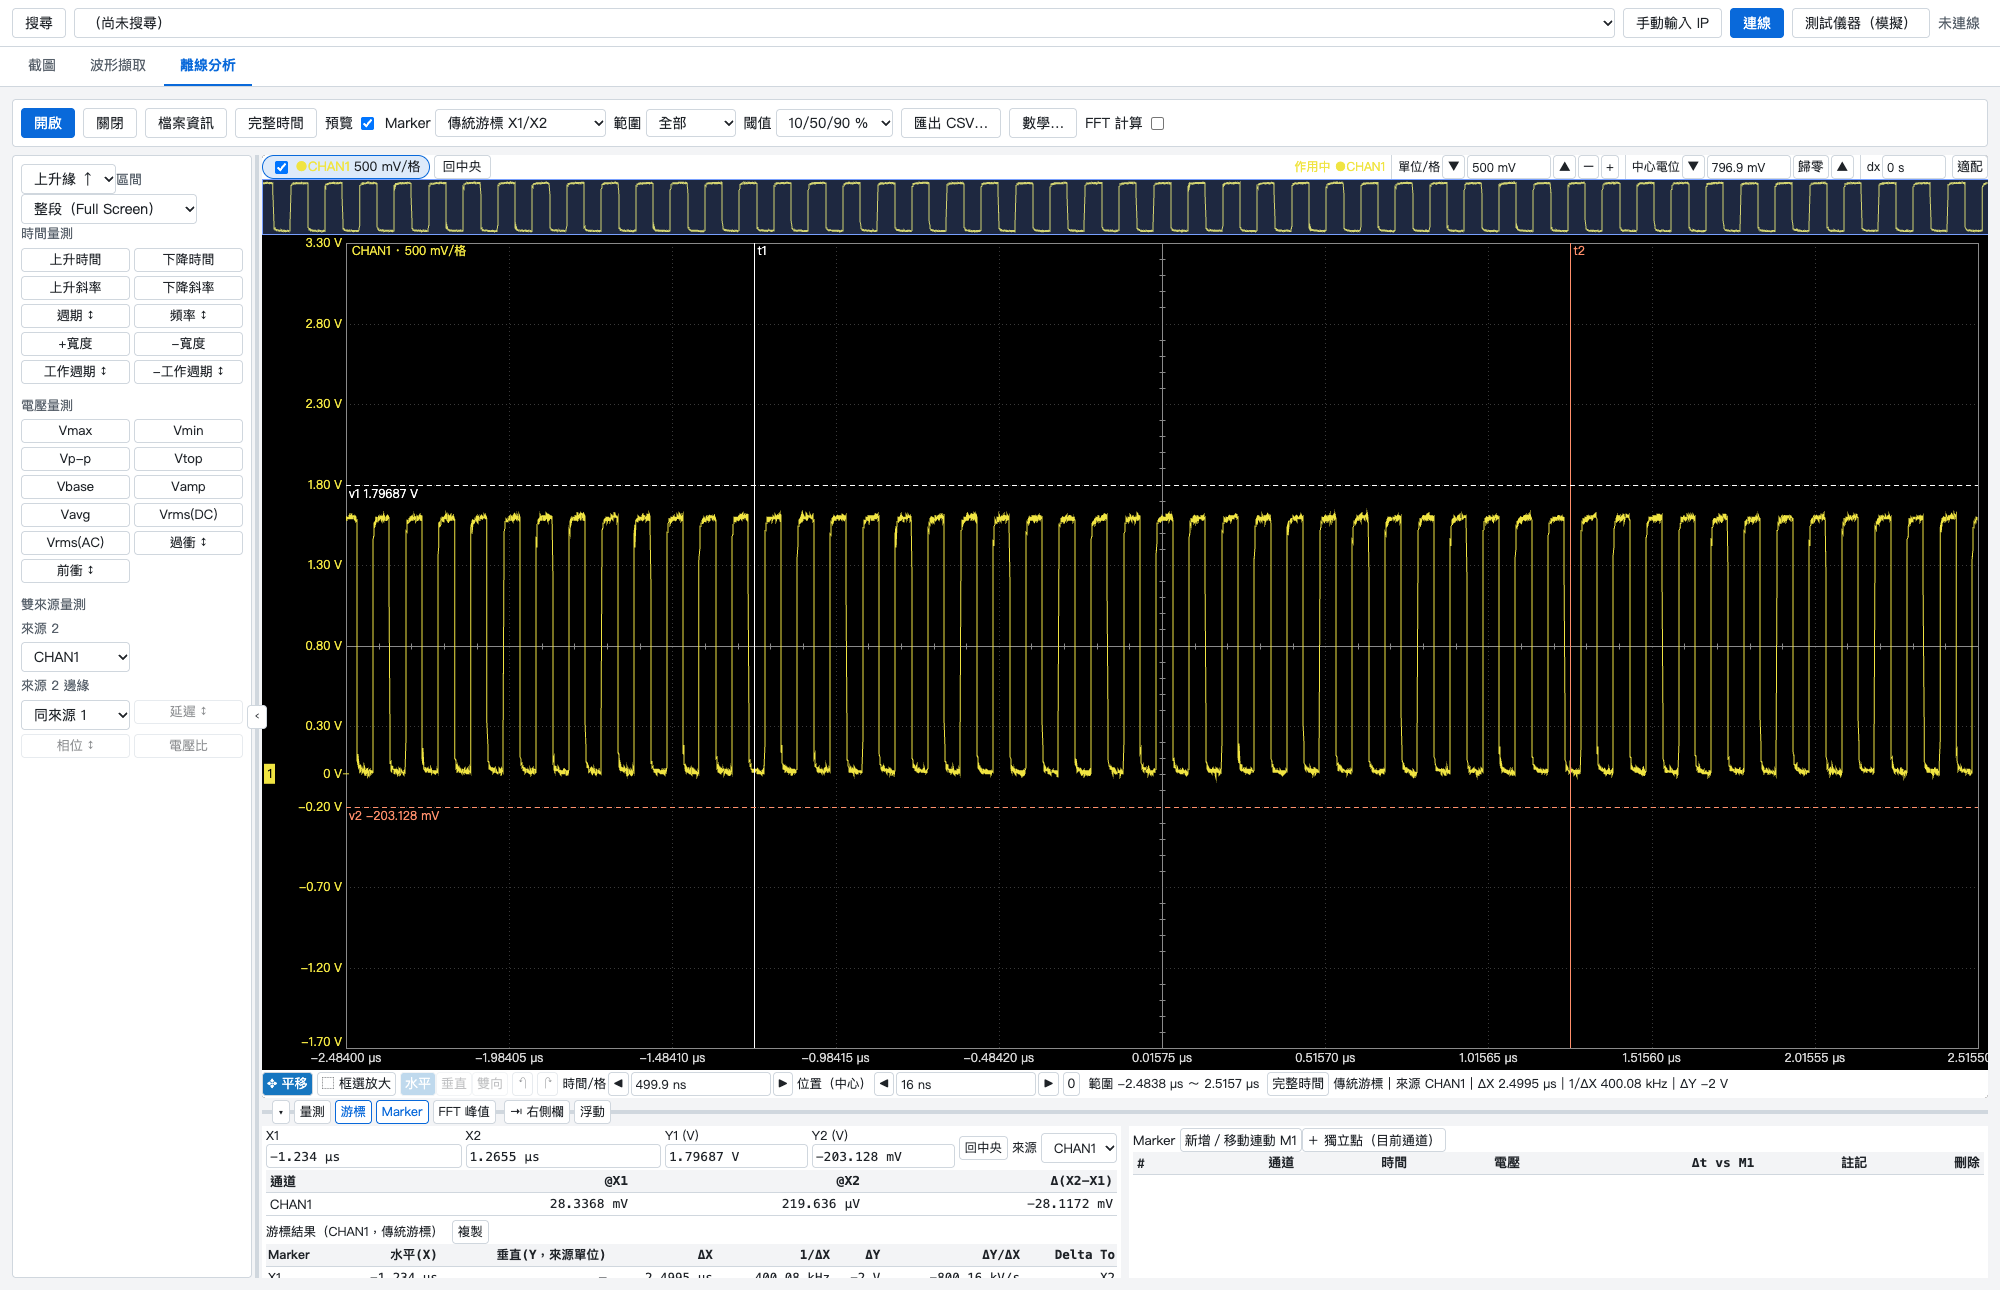 搜尋 （尚未搜尋） 手動輸入 IP 連線 測試儀器（模擬） 未連線
截圖 波形擷取 離線分析
開啟 關閉 檔案資訊 完整時間 預覽 Marker 傳統游標 X1/X2 範圍 全部 閾值 10/50/90 % 匯出 CSV... 數學... FFT 計算
上升緣 ↑ 區間
整段（Full Screen）
時間量測
上升時間 下降時間
上升斜率 下降斜率
週期 ↕ 頻率 ↕
+寬度 −寬度
工作週期 ↕ −工作週期 ↕
電壓量測
Vmax Vmin
Vp-p Vtop
Vbase Vamp
Vavg Vrms(DC)
Vrms(AC) 過衝 ↕
前衝 ↕
雙來源量測
來源 2
CHAN1
來源 2 邊緣
同來源 1 延遲 ↕
相位 ↕ 電壓比
CHAN1 500 mV/格 回中央 作用中 CHAN1 單位/格 ▼ 500 mV ▲ − + 中心電位 ▼ 796.9 mV 歸零 ▲ dx 0 s 適配
CHAN1 · 500 mV/格 t1 t2
3.30 V
2.80 V
2.30 V
1.80 V
v1 1.79687 V
1.30 V
0.80 V
0.30 V
1 0 V
−0.20 V
v2 −203.128 mV
−0.70 V
−1.20 V
−1.70 V
−2.48400 µs −1.98405 µs −1.48410 µs −0.98415 µs −0.48420 µs 0.01575 µs 0.51570 µs 1.01565 µs 1.51560 µs 2.01555 µs 2.51550
✥ 平移 框選放大 水平 垂直 雙向 時間/格 ◀ 499.9 ns ▶ 位置（中心） ◀ 16 ns ▶ 0 範圍 −2.4838 µs ～ 2.5157 µs 完整時間 傳統游標 | 來源 CHAN1 | ΔX 2.4995 µs | 1/ΔX 400.08 kHz | ΔY −2 V
量測 游標 Marker FFT 峰值 右側欄 浮動
X1 X2 Y1 (V) Y2 (V)
−1.234 µs 1.2655 µs 1.79687 V −203.128 mV 回中央 來源 CHAN1
通道 @X1 @X2 Δ(X2−X1)
CHAN1 28.3368 mV 219.636 µV −28.1172 mV
游標結果（CHAN1，傳統游標） 複製
Marker 水平(X) 垂直(Y，來源單位) ΔX 1/ΔX ΔY ΔY/ΔX Delta To
X1 −1.234 µs — 2.4995 µs 400.08 kHz −2 V −800.16 kV/s X2
Marker 新增 / 移動連動 M1 + 獨立點（目前通道）
# 通道 時間 電壓 Δt vs M1 註記 刪除